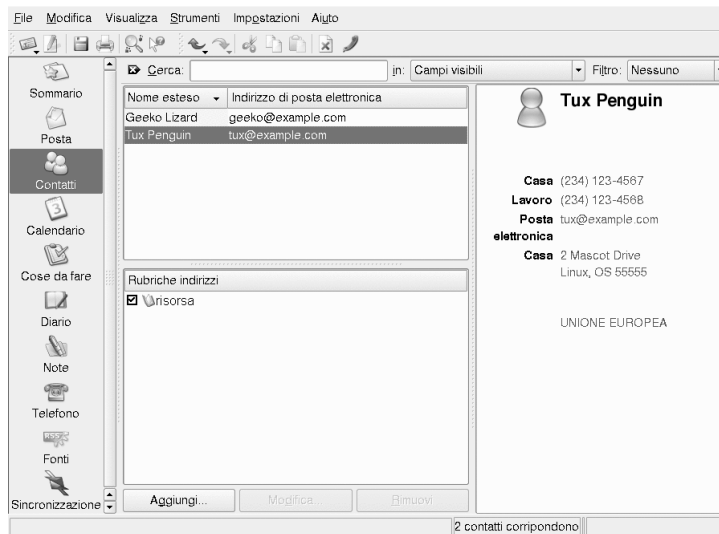 File Modifica Visualizza Strumenti Impostazioni Aiuto
Sommario
Posta
Contatti
Calendario
Cose da fare
Diario
Note
Telefono
Fonti
Sincronizzazione
Cerca: in: Campi visibili Filtro: Nessuno
Nome esteso Indirizzo di posta elettronica
Geeko Lizard geeko@example.com
Tux Penguin tux@example.com
Rubriche indirizzi
risorsa
Aggiungi... Modifica... Rimuovi
Tux Penguin
Casa (234) 123-4567
Lavoro (234) 123-4568
Posta tux@example.com
elettronica
Casa 2 Mascot Drive
Linux, OS 55555
UNIONE EUROPEA
2 contatti corripondono